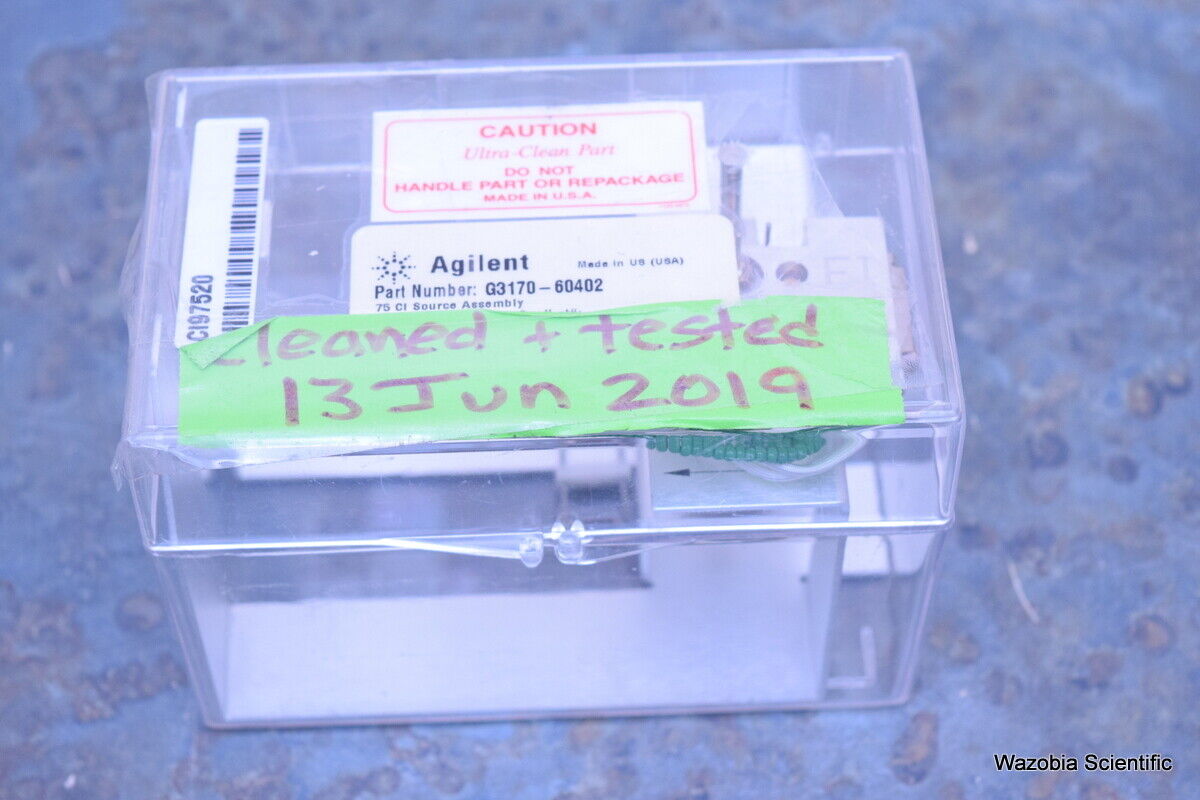 CAUTION
Ultra-Clean Part
DO NOT
HANDLE PART OR REPACKAGE
MADE IN U.S.A.
CI97520
Agilent
Made in US (USA)
Part Number: G3170-60402
75 CI Source Assembly
cleaned + tested
13 Jun 2019
Wazobia Scientific